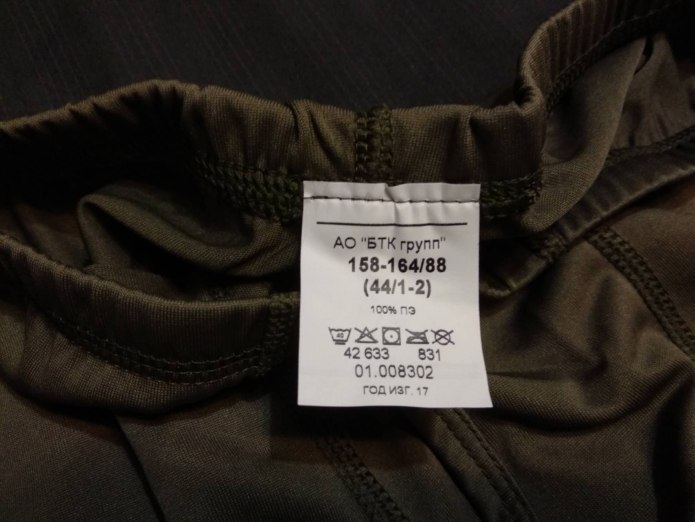 АО "БТК групп"
158-164/88
(44/1-2)
100% ПЭ
40
42 633 831
01.008302
ГОД ИЗГ. 17